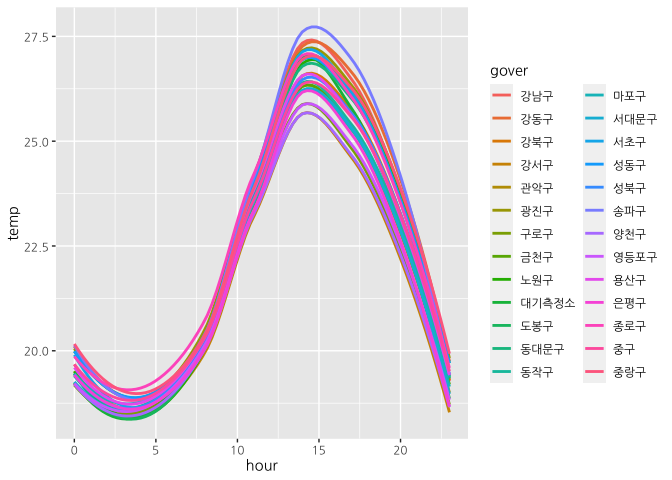 27.5
25.0
22.5
20.0
temp
0
5
10
15
20
hour
gover
강남구
강동구
강북구
강서구
관악구
광진구
구로구
금천구
노원구
대기측정소
도봉구
동대문구
동작구
마포구
서대문구
서초구
성동구
성북구
송파구
양천구
영등포구
용산구
은평구
종로구
중구
중랑구